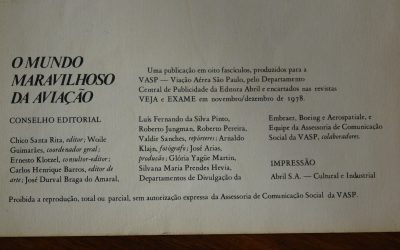 O MUNDO
MARAVILHOSO
DA AVIAÇÃO
Uma publicação em oito fascículos, produzidos para a
VASP — Viação Aérea São Paulo, pelo Departamento
Central de Publicidade da Editora Abril e encartados nas revistas
VEJA e EXAME em novembro/dezembro de 1978.
CONSELHO EDITORIAL
Chico Santa Rita, editor; Woile
Guimarães, coordenador geral;
Ernesto Klotzel, consultor-editor;
Carlos Henrique Barros, editor de
arte; José Durval Braga do Amaral,
Luís Fernando da Silva Pinto,
Roberto Jungman, Roberto Pereira,
Valdir Sanches, repórteres; Arnaldo
Klajn, fotógrafo; José Arias,
produção; Glória Yagüe Martin,
Silvana Maria Prendes Hevia,
Departamentos de Divulgação da
Embraer, Boeing e Aerospatiale, e
Equipe da Assessoria de Comunicação
Social da VASP, colaboradores.
IMPRESSÃO
Abril S.A. — Cultural e Industrial
Proibida a reprodução, total ou parcial, sem autorização expressa da Assessoria de Comunicação Social da VASP.